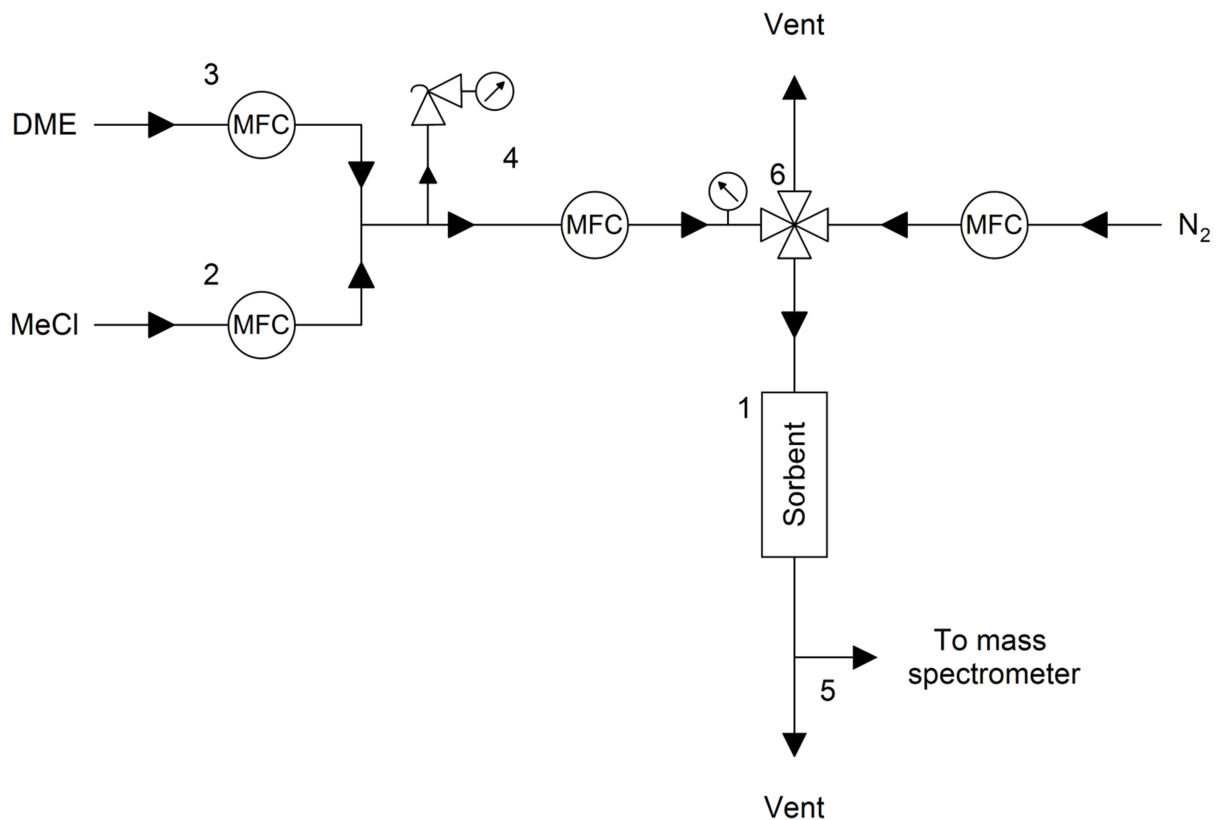 Vent
3
DME
MFC
4
6
MFC
MFC
N₂
2
MeCl
MFC
1
Sorbent
To mass
spectrometer
5
Vent